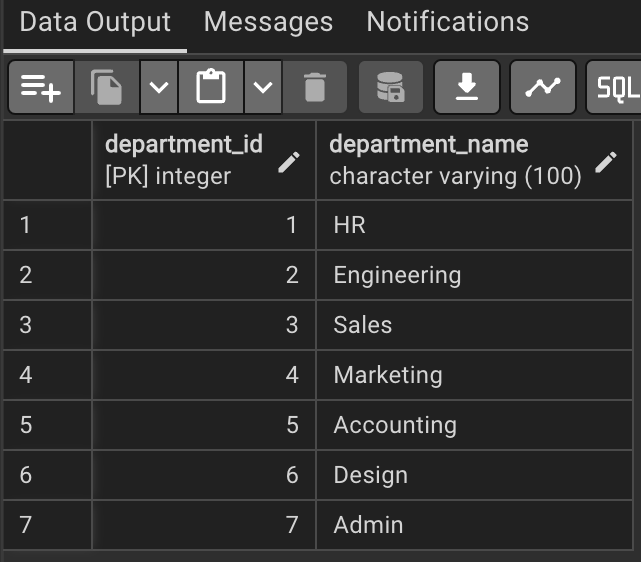 Data Output Messages Notifications
SQL
department_id department_name
[PK] integer character varying (100)
1 1 HR
2 2 Engineering
3 3 Sales
4 4 Marketing
5 5 Accounting
6 6 Design
7 7 Admin